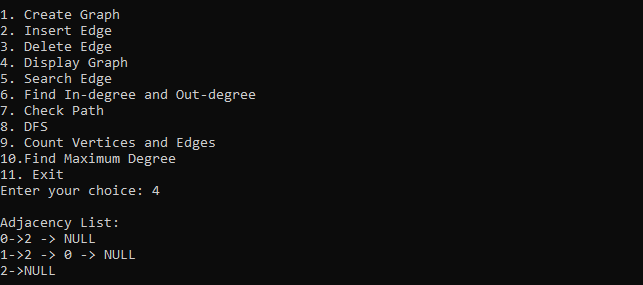 1. Create Graph
2. Insert Edge
3. Delete Edge
4. Display Graph
5. Search Edge
6. Find In-degree and Out-degree
7. Check Path
8. DFS
9. Count Vertices and Edges
10.Find Maximum Degree
11. Exit
Enter your choice: 4
Adjacency List:
0->2 -> NULL
1->2 -> 0 -> NULL
2->NULL